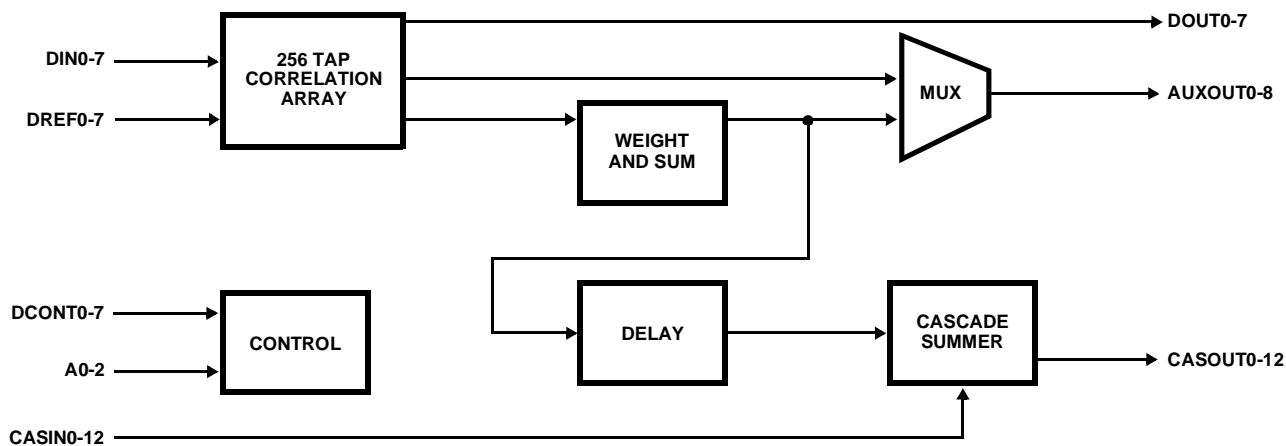 DOUT0-7
DIN0-7
256 TAP
CORRELATION
ARRAY
MUX
AUXOUT0-8
DREF0-7
WEIGHT
AND SUM
DCONT0-7
CONTROL
DELAY
CASCADE
SUMMER
A0-2
CASOUT0-12
CASIN0-12